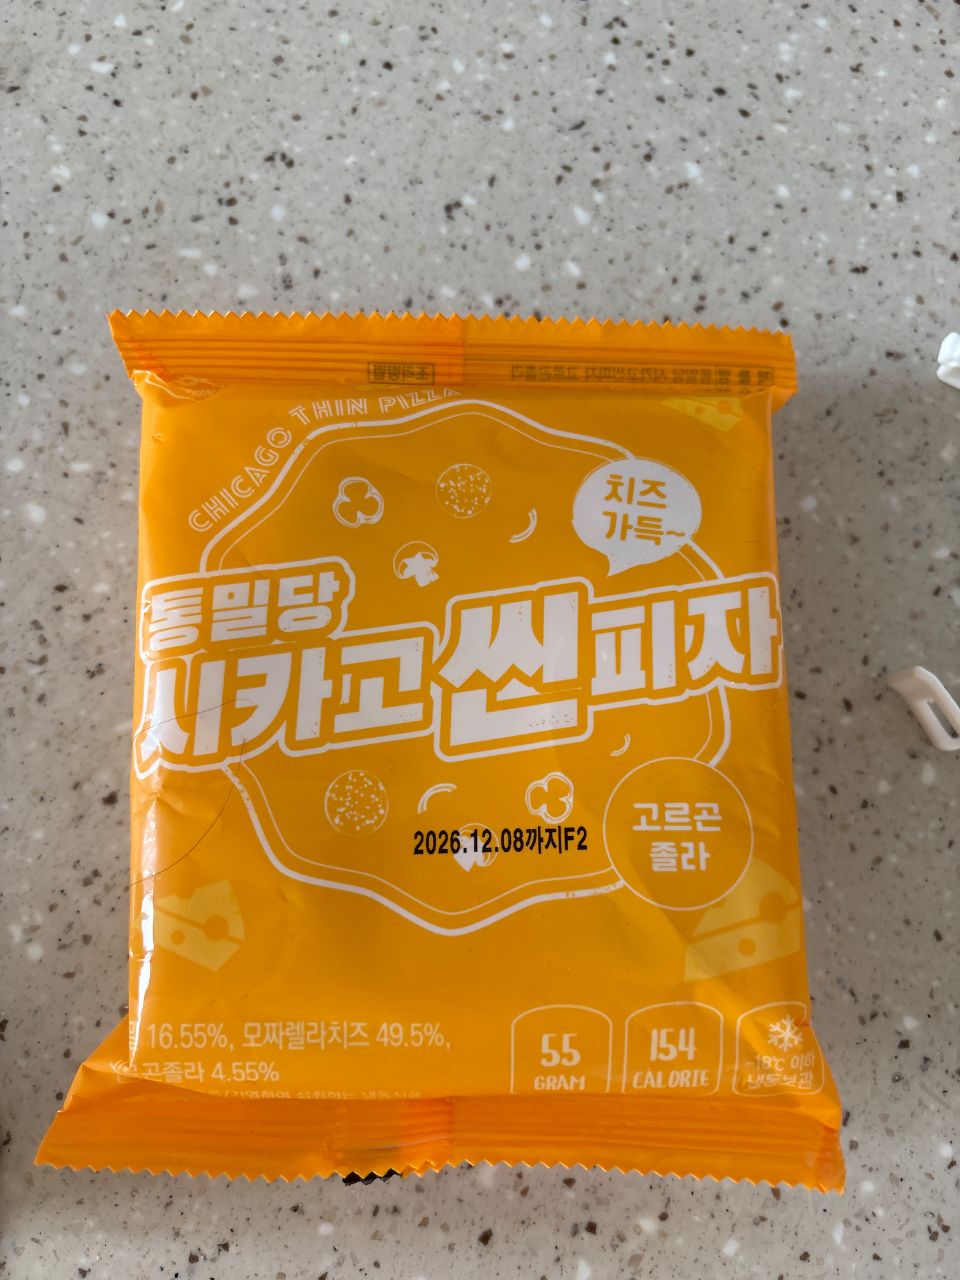 CHICAGO THIN PIZZA
치즈
가득~
통밀당
시카고 씬 피자
2026.12.08까지F2
고르곤
졸라
16.55%, 모짜렐라치즈 49.5%,
곤졸라 4.55%
55
GRAM
154
CALORIE
-18℃ 이하
냉동보관